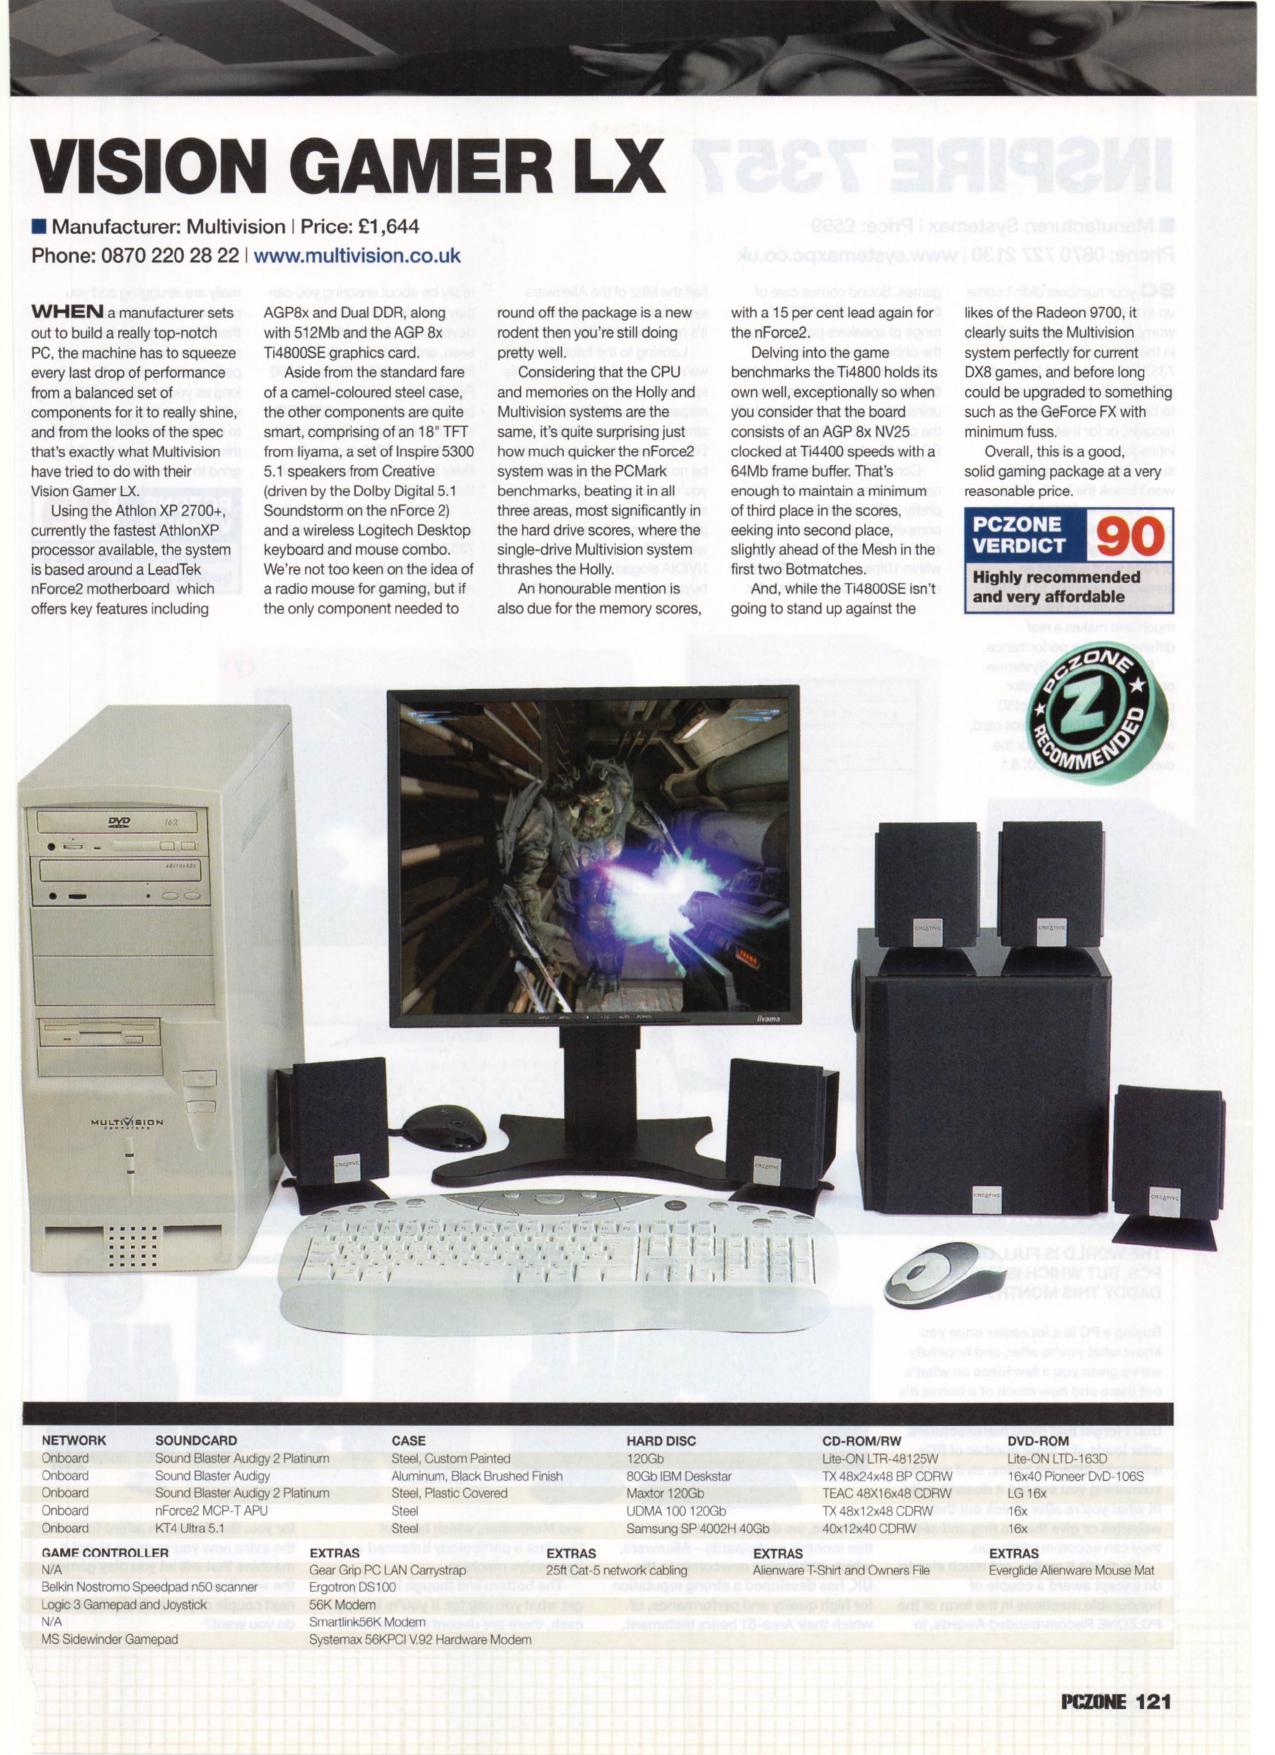 VISION GAMER LX
Manufacturer: Multivision | Price: £1,644
Phone: 0870 220 28 22 | www.multivision.co.uk
WHEN a manufacturer sets
out to build a really top-notch
PC, the machine has to squeeze
every last drop of performance
from a balanced set of
components for it to really shine,
and from the looks of the spec
that's exactly what Multivision
have tried to do with their
Vision Gamer LX.
Using the Athlon XP 2700+,
currently the fastest AthlonXP
processor available, the system
is based around a LeadTek
nForce2 motherboard which
offers key features including
AGP8x and Dual DDR, along
with 512Mb and the AGP 8x
Ti4800SE graphics card.
Aside from the standard fare
of a camel-coloured steel case,
the other components are quite
smart, comprising of an 18" TFT
from Iiyama, a set of Inspire 5300
5.1 speakers from Creative
(driven by the Dolby Digital 5.1
Soundstorm on the nForce 2)
and a wireless Logitech Desktop
keyboard and mouse combo.
We're not too keen on the idea of
a radio mouse for gaming, but if
the only component needed to
round off the package is a new
rodent then you're still doing
pretty well.
Considering that the CPU
and memories on the Holly and
Multivision systems are the
same, it's quite surprising just
how much quicker the nForce2
system was in the PCMark
benchmarks, beating it in all
three areas, most significantly in
the hard drive scores, where the
single-drive Multivision system
thrashes the Holly.
An honourable mention is
also due for the memory scores,
with a 15 per cent lead again for
the nForce2.
Delving into the game
benchmarks the Ti4800 holds its
own well, exceptionally so when
you consider that the board
consists of an AGP 8x NV25
clocked at Ti4400 speeds with a
64Mb frame buffer. That's
enough to maintain a minimum
of third place in the scores,
eeking into second place,
slightly ahead of the Mesh in the
first two Botmatches.
And, while the Ti4800SE isn't
going to stand up against the
likes of the Radeon 9700, it
clearly suits the Multivision
system perfectly for current
DX8 games, and before long
could be upgraded to something
such as the GeForce FX with
minimum fuss.
Overall, this is a good,
solid gaming package at a very
reasonable price.
PCZONE
VERDICT 90
Highly recommended
and very affordable
PCZONE
Z
RECOMMENDED
DVD 16X
MULTIVISION
COMPUTERS
iiyama
CREATIVE
CREATIVE
CREATIVE
CREATIVE
CREATIVE
CREATIVE
NETWORK SOUNDCARD CASE HARD DISC CD-ROM/RW DVD-ROM
Onboard Sound Blaster Audigy 2 Platinum Steel, Custom Painted 120Gb Lite-ON LTR-48125W Lite-ON LTD-163D
Onboard Sound Blaster Audigy Aluminum, Black Brushed Finish 80Gb IBM Deskstar TX 48x24x48 BP CDRW 16x40 Pioneer DvD-106S
Onboard Sound Blaster Audigy 2 Platinum Steel, Plastic Covered Maxtor 120Gb TEAC 48X16x48 CDRW LG 16x
Onboard nForce2 MCP-T APU Steel UDMA 100 120Gb TX 48x12x48 CDRW 16x
Onboard KT4 Ultra 5.1 Steel Samsung SP 4002H 40Gb 40x12x40 CDRW 16x
GAME CONTROLLER EXTRAS EXTRAS EXTRAS EXTRAS
N/A Gear Grip PC LAN Carrystrap 25ft Cat-5 network cabling Alienware T-Shirt and Owners File Everglide Alienware Mouse Mat
Belkin Nostromo Speedpad n50 scanner Ergotron DS100
Logic 3 Gamepad and Joystick 56K Modem
N/A Smartlink56K Modem
MS Sidewinder Gamepad Systemax 56KPCI V.92 Hardware Modem
PCZONE 121